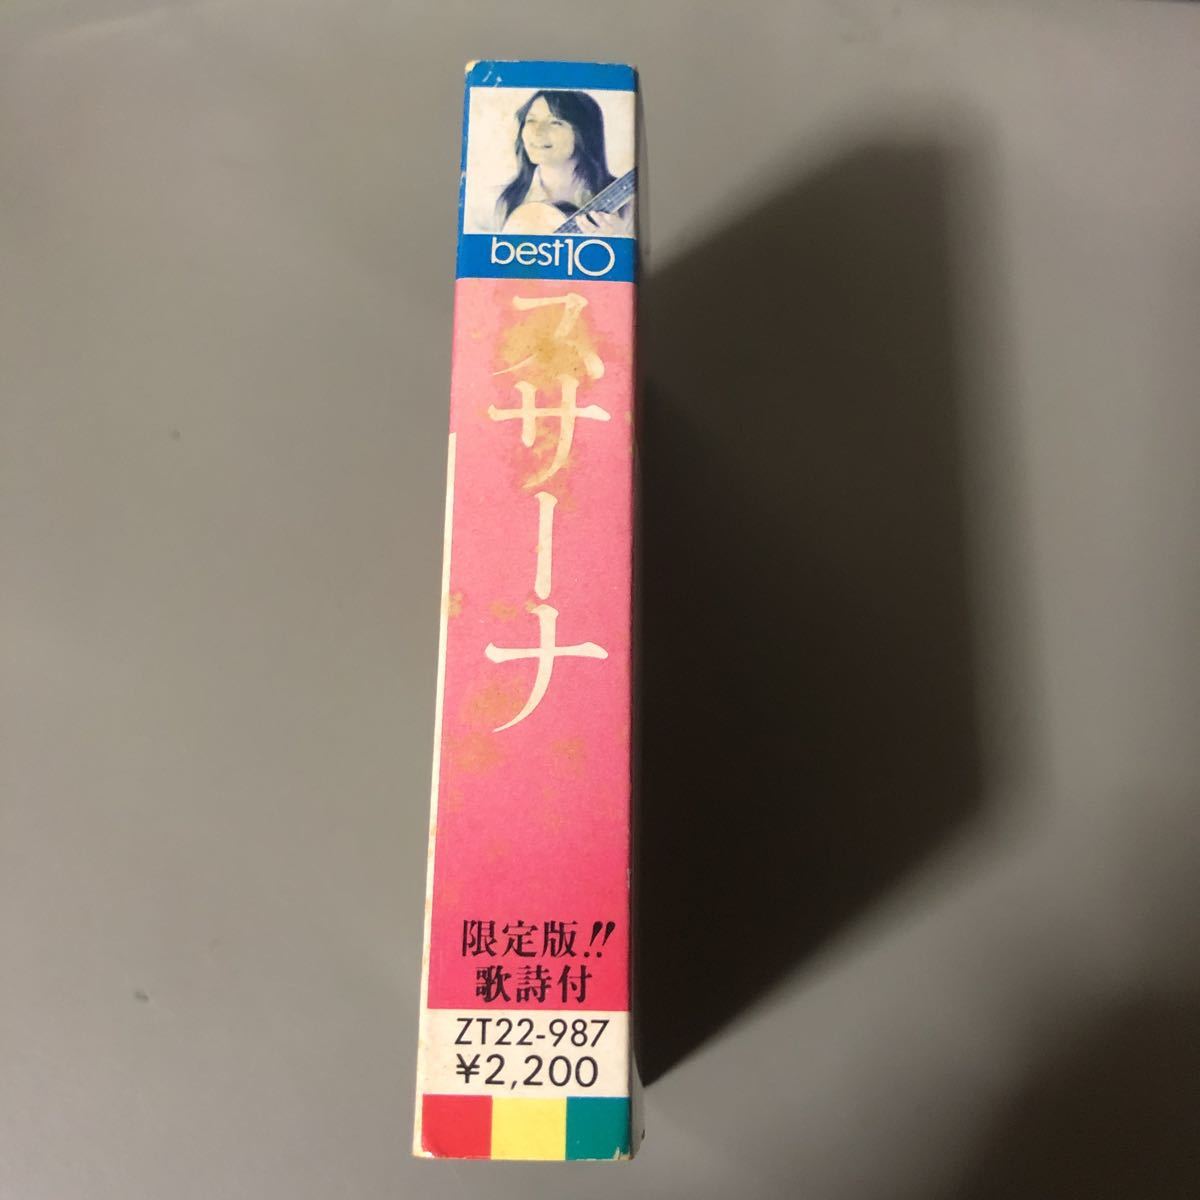 best10
スサーナ
限定版!!
歌詩付
ZT22-987
¥2,200